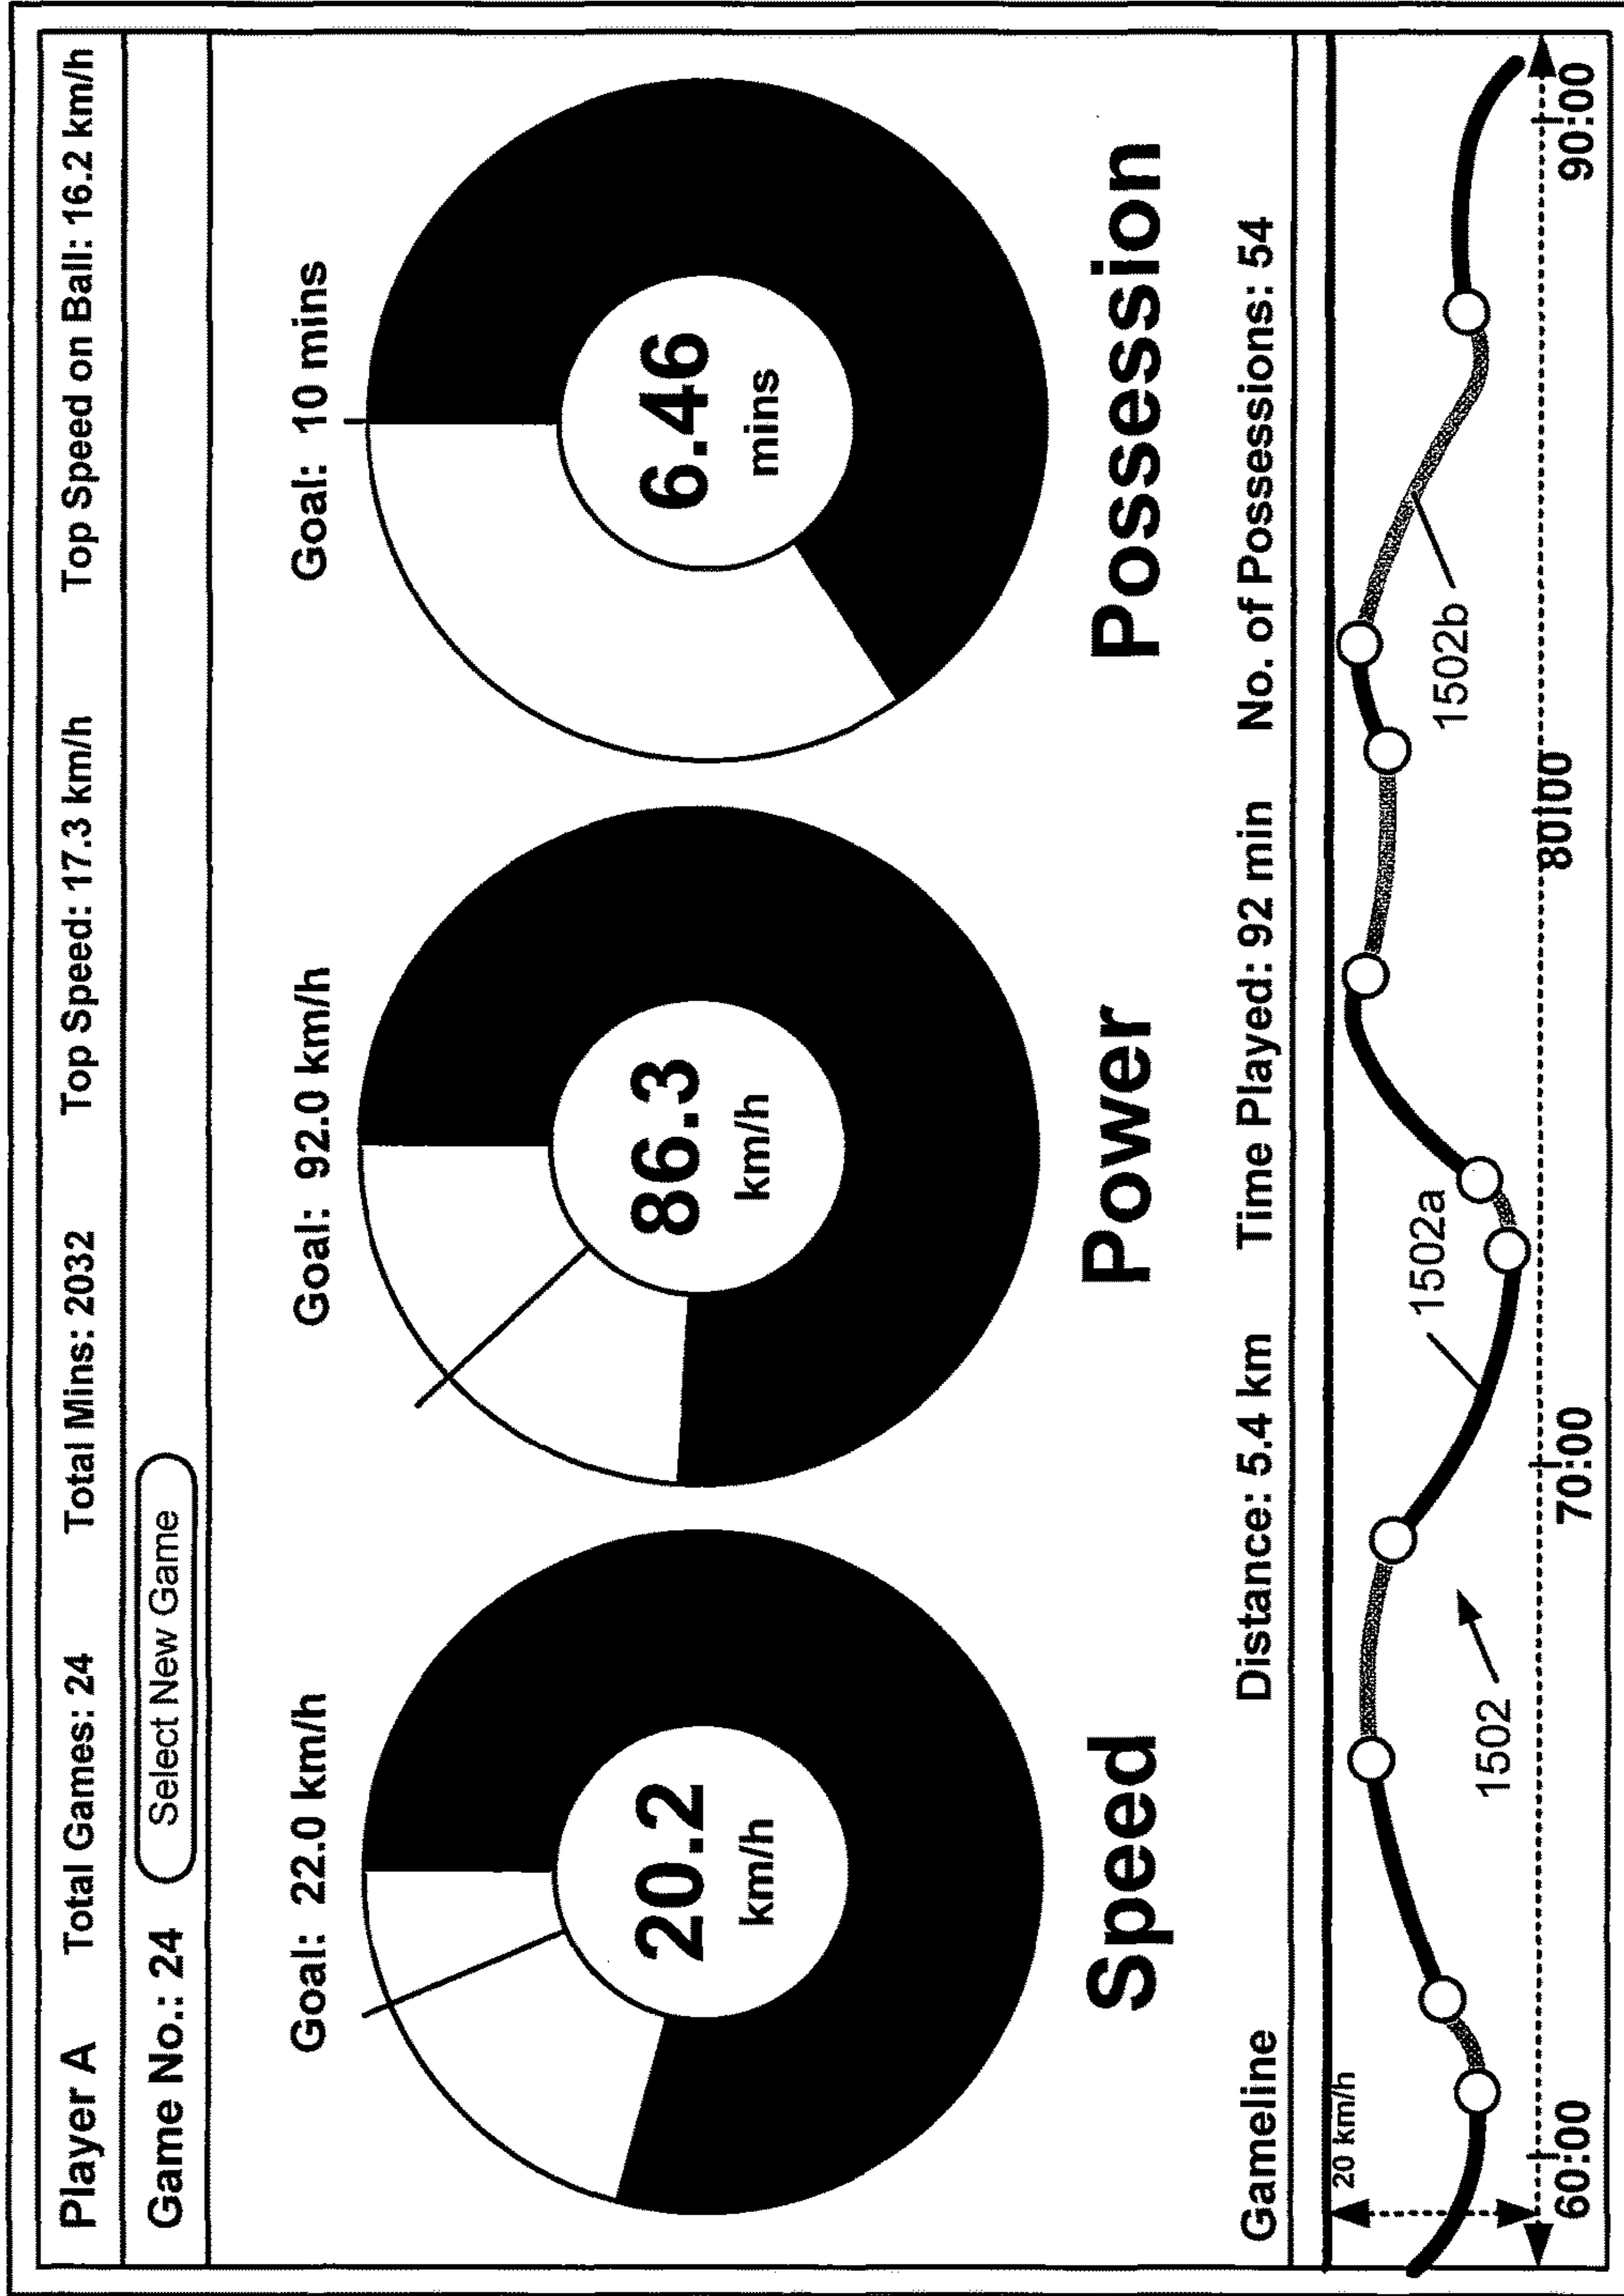 Player A Total Games: 24 Total Mins: 2032 Top Speed: 17.3 km/h Top Speed on Ball: 16.2 km/h
Game No.: 24 Select New Game
Goal: 22.0 km/h Goal: 92.0 km/h Goal: 10 mins
20.2 86.3 6.46
km/h km/h mins
Speed Power Possession
Gameline Distance: 5.4 km Time Played: 92 min No. of Possessions: 54
20 km/h
1502 1502a 1502b
60:00 70:00 80:00 90:00